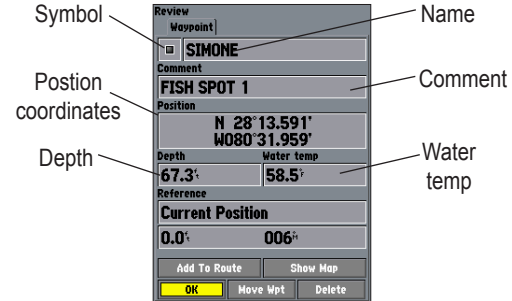 Review
Waypoint
Symbol
SIMONE
Name
Comment
FISH SPOT 1
Comment
Postion
coordinates
Position
N 28°13.591'
W080°31.959'
Depth
Depth
Water temp
67.3
58.5
Water
temp
Reference
Current Position
0.0
006
Add To Route
Show Map
OK
Move Wpt
Delete